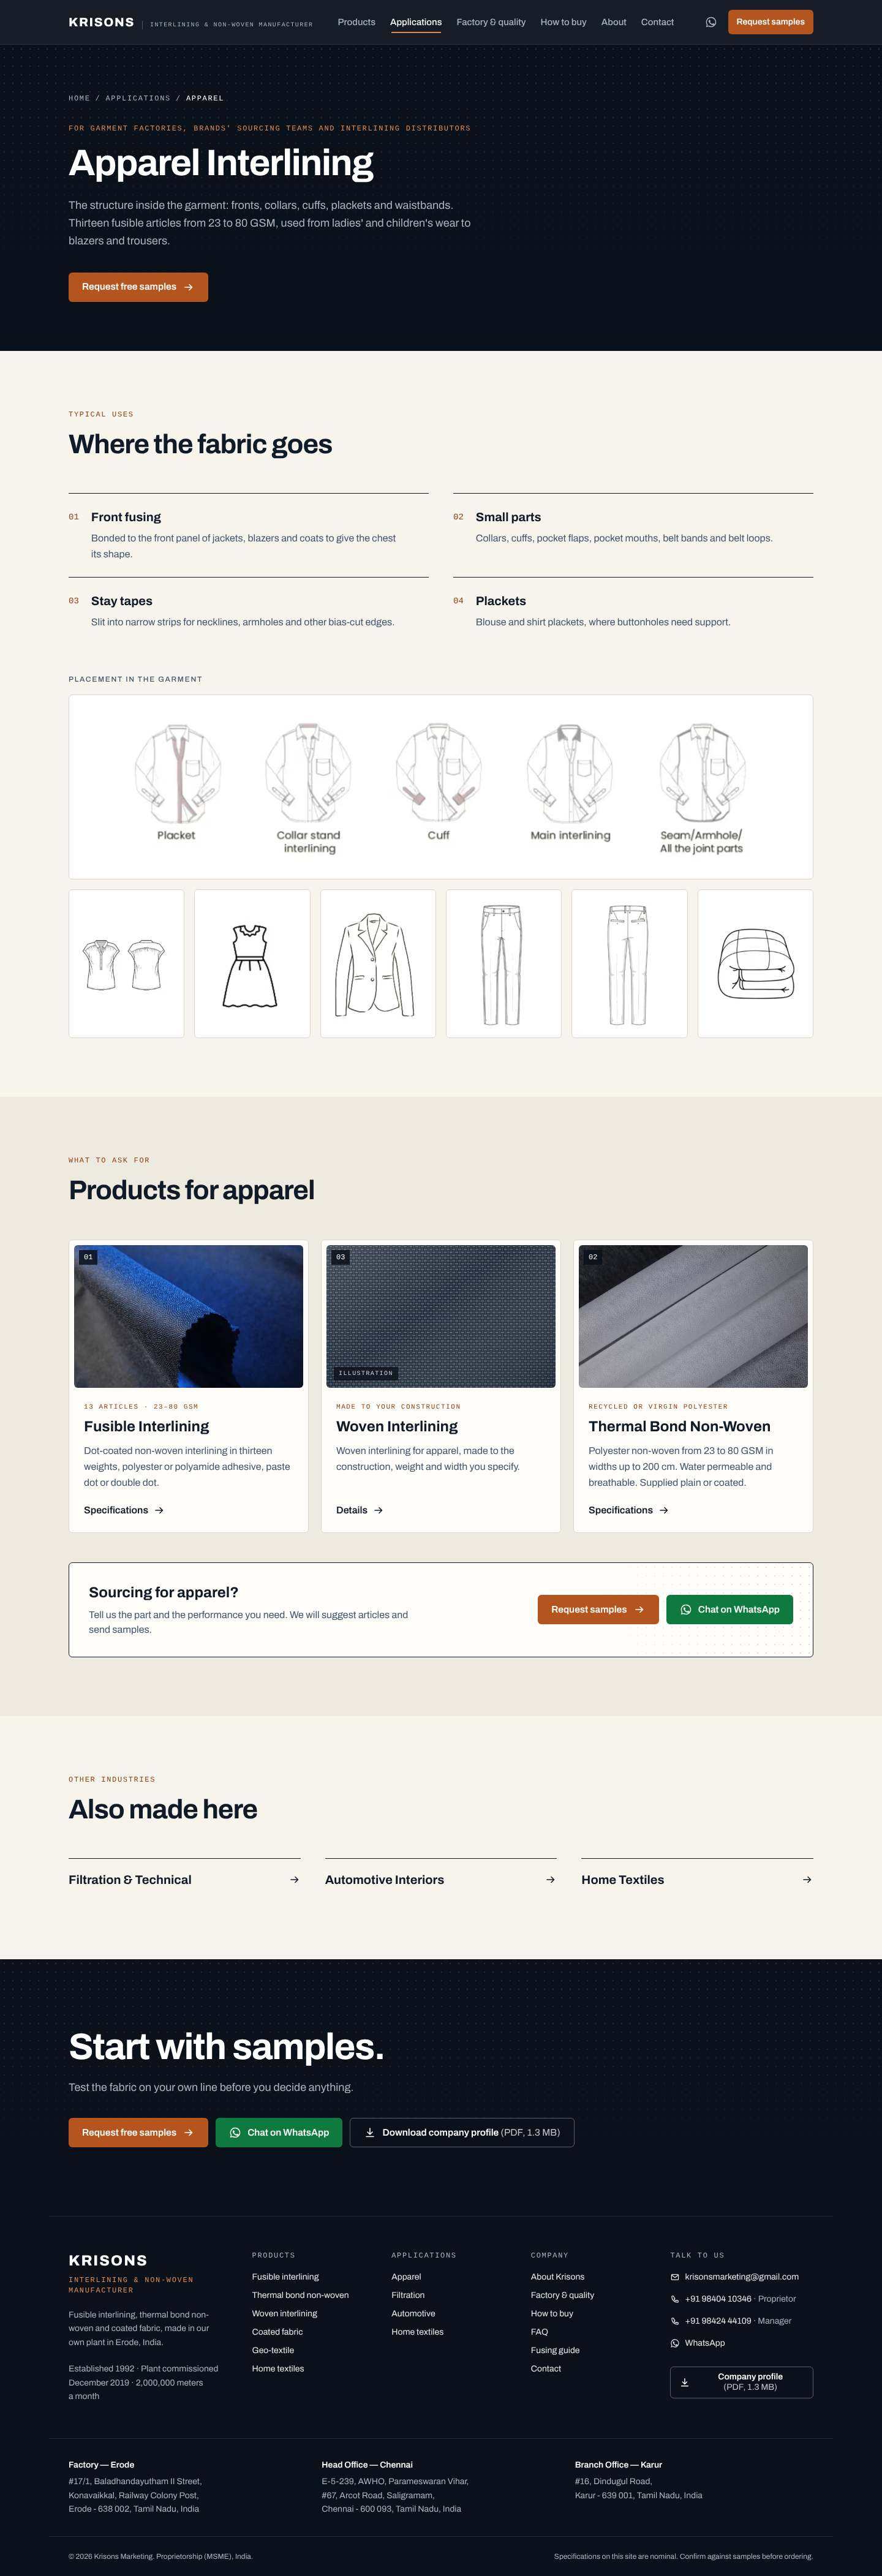 KRISONS
INTERLINING & NON-WOVEN MANUFACTURER
Products
Applications
Factory & quality
How to buy
About
Contact
Request samples
HOME / APPLICATIONS / APPAREL
FOR GARMENT FACTORIES, BRANDS' SOURCING TEAMS AND INTERLINING DISTRIBUTORS
Apparel Interlining
The structure inside the garment: fronts, collars, cuffs, plackets and waistbands.
Thirteen fusible articles from 23 to 80 GSM, used from ladies' and children's wear to
blazers and trousers.
Request free samples
TYPICAL USES
Where the fabric goes
01
Front fusing
Bonded to the front panel of jackets, blazers and coats to give the chest
its shape.
02
Small parts
Collars, cuffs, pocket flaps, pocket mouths, belt bands and belt loops.
03
Stay tapes
Slit into narrow strips for necklines, armholes and other bias-cut edges.
04
Plackets
Blouse and shirt plackets, where buttonholes need support.
PLACEMENT IN THE GARMENT
Placket
Collar stand
interlining
Cuff
Main interlining
Seam/Armhole/
All the joint parts
WHAT TO ASK FOR
Products for apparel
01
13 ARTICLES · 23–80 GSM
Fusible Interlining
Dot-coated non-woven interlining in thirteen
weights, polyester or polyamide adhesive, paste
dot or double dot.
Specifications
03
ILLUSTRATION
MADE TO YOUR CONSTRUCTION
Woven Interlining
Woven interlining for apparel, made to the
construction, weight and width you specify.
Details
02
RECYCLED OR VIRGIN POLYESTER
Thermal Bond Non-Woven
Polyester non-woven from 23 to 80 GSM in
widths up to 200 cm. Water permeable and
breathable. Supplied plain or coated.
Specifications
Sourcing for apparel?
Tell us the part and the performance you need. We will suggest articles and
send samples.
Request samples
Chat on WhatsApp
OTHER INDUSTRIES
Also made here
Filtration & Technical
Automotive Interiors
Home Textiles
Start with samples.
Test the fabric on your own line before you decide anything.
Request free samples
Chat on WhatsApp
Download company profile (PDF, 1.3 MB)
KRISONS
INTERLINING & NON-WOVEN
MANUFACTURER
Fusible interlining, thermal bond non-
woven and coated fabric, made in our
own plant in Erode, India.
Established 1992 · Plant commissioned
December 2019 · 2,000,000 meters
a month
PRODUCTS
Fusible interlining
Thermal bond non-woven
Woven interlining
Coated fabric
Geo-textile
Home textiles
APPLICATIONS
Apparel
Filtration
Automotive
Home textiles
COMPANY
About Krisons
Factory & quality
How to buy
FAQ
Fusing guide
Contact
TALK TO US
krisonsmarketing@gmail.com
+91 98404 10346 · Proprietor
+91 98424 44109 · Manager
WhatsApp
Company profile
(PDF, 1.3 MB)
Factory — Erode
#17/1, Baladhandayutham II Street,
Konavaikkal, Railway Colony Post,
Erode - 638 002, Tamil Nadu, India
Head Office — Chennai
E-5-239, AWHO, Parameswaran Vihar,
#67, Arcot Road, Saligramam,
Chennai - 600 093, Tamil Nadu, India
Branch Office — Karur
#16, Dindugul Road,
Karur - 639 001, Tamil Nadu, India
© 2026 Krisons Marketing. Proprietorship (MSME), India.
Specifications on this site are nominal. Confirm against samples before ordering.